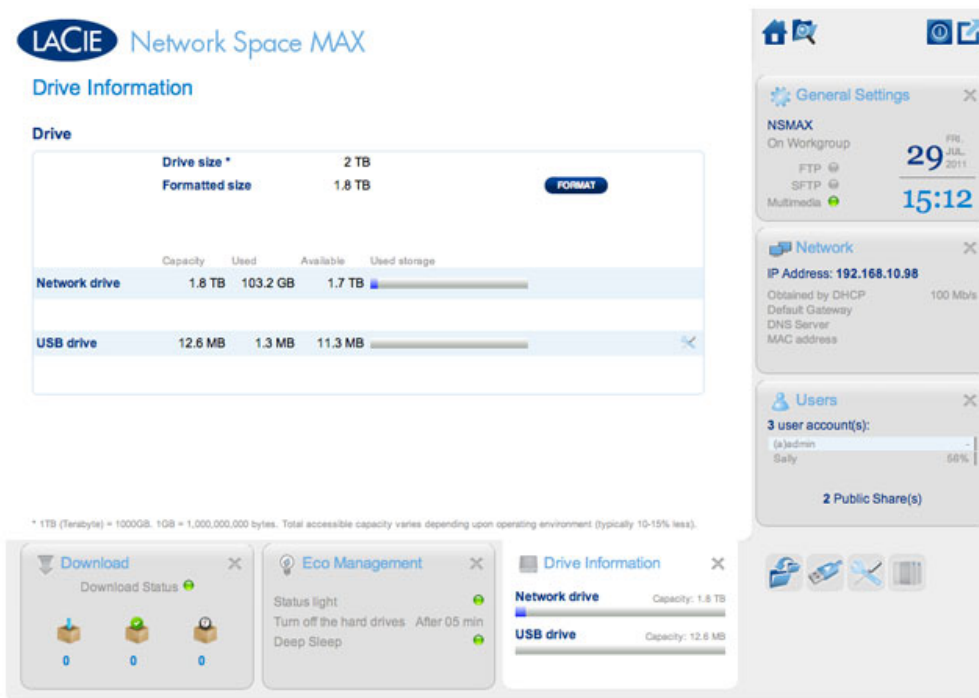 LACIE Network Space MAX
Drive Information
Drive
Drive size * 2 TB
Formatted size 1.8 TB
FORMAT
Capacity Used Available Used storage
Network drive 1.8 TB 103.2 GB 1.7 TB
USB drive 12.6 MB 1.3 MB 11.3 MB
* 1TB (Terabyte) = 1000GB. 1GB = 1,000,000,000 bytes. Total accessible capacity varies depending upon operating environment (typically 10-15% less).
General Settings
NSMAX
On Workgroup
FTP
SFTP
Multimedia
29 FRI, JUL, 2011
15:12
Network
IP Address: 192.168.10.98
Obtained by DHCP 100 Mb/s
Default Gateway
DNS Server
MAC address
Users
3 user account(s):
(a)admin -
Sally 56%
2 Public Share(s)
Download
Download Status
0 0 0
Eco Management
Status light
Turn off the hard drives After 05 min
Deep Sleep
Drive Information
Network drive Capacity: 1.8 TB
USB drive Capacity: 12.6 MB